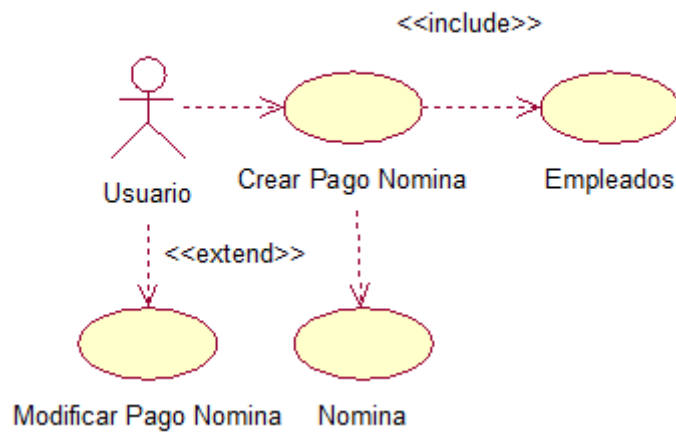 <<include>>
Usuario
Crear Pago Nomina
Empleados
<<extend>>
Modificar Pago Nomina
Nomina